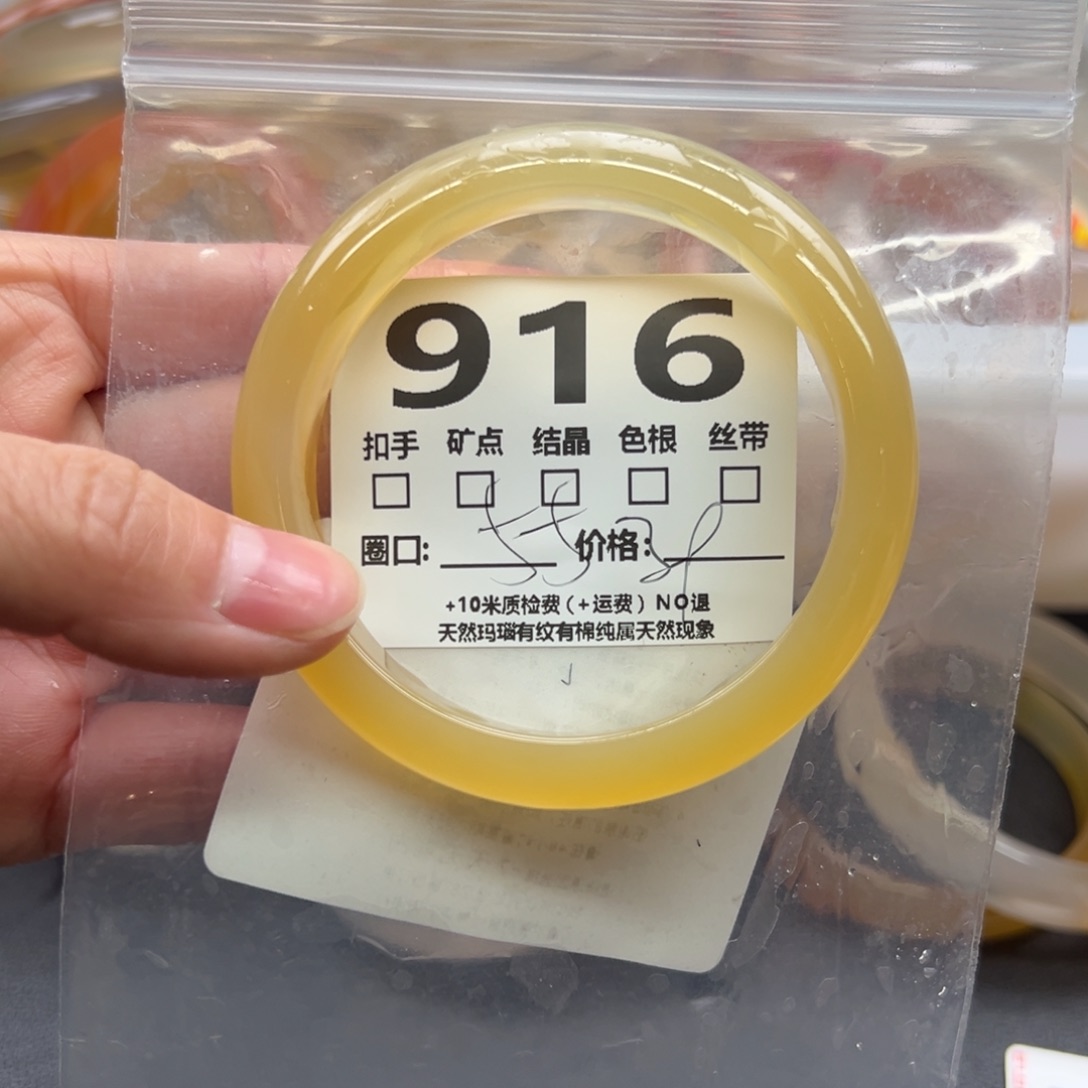 916
扣手 矿点 结晶 色根 丝带
圈口: 价格:
+10米质检费(+运费) NO退
天然玛瑙有纹有棉纯属天然现象